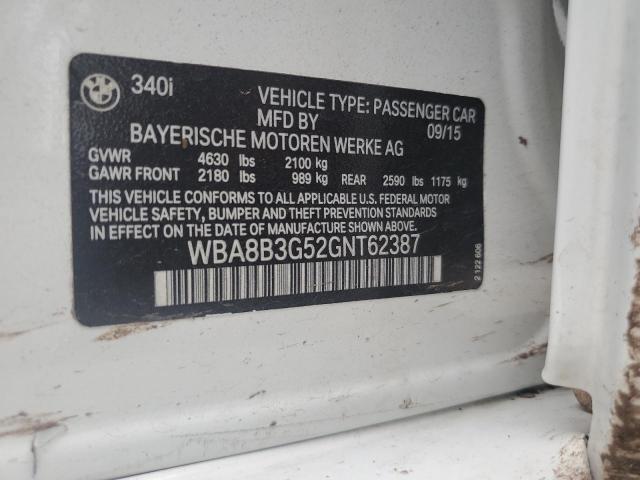 340i
VEHICLE TYPE: PASSENGER CAR
MFD BY 09/15
BAYERISCHE MOTOREN WERKE AG
GVWR 4630 lbs 2100 kg
GAWR FRONT 2180 lbs 989 kg REAR 2590 lbs 1175 kg
THIS VEHICLE CONFORMS TO ALL APPLICABLE U.S. FEDERAL MOTOR
VEHICLE SAFETY, BUMPER AND THEFT PREVENTION STANDARDS
IN EFFECT ON THE DATE OF MANUFACTURE SHOWN ABOVE.
WBA8B3G52GNT62387
2 122 606